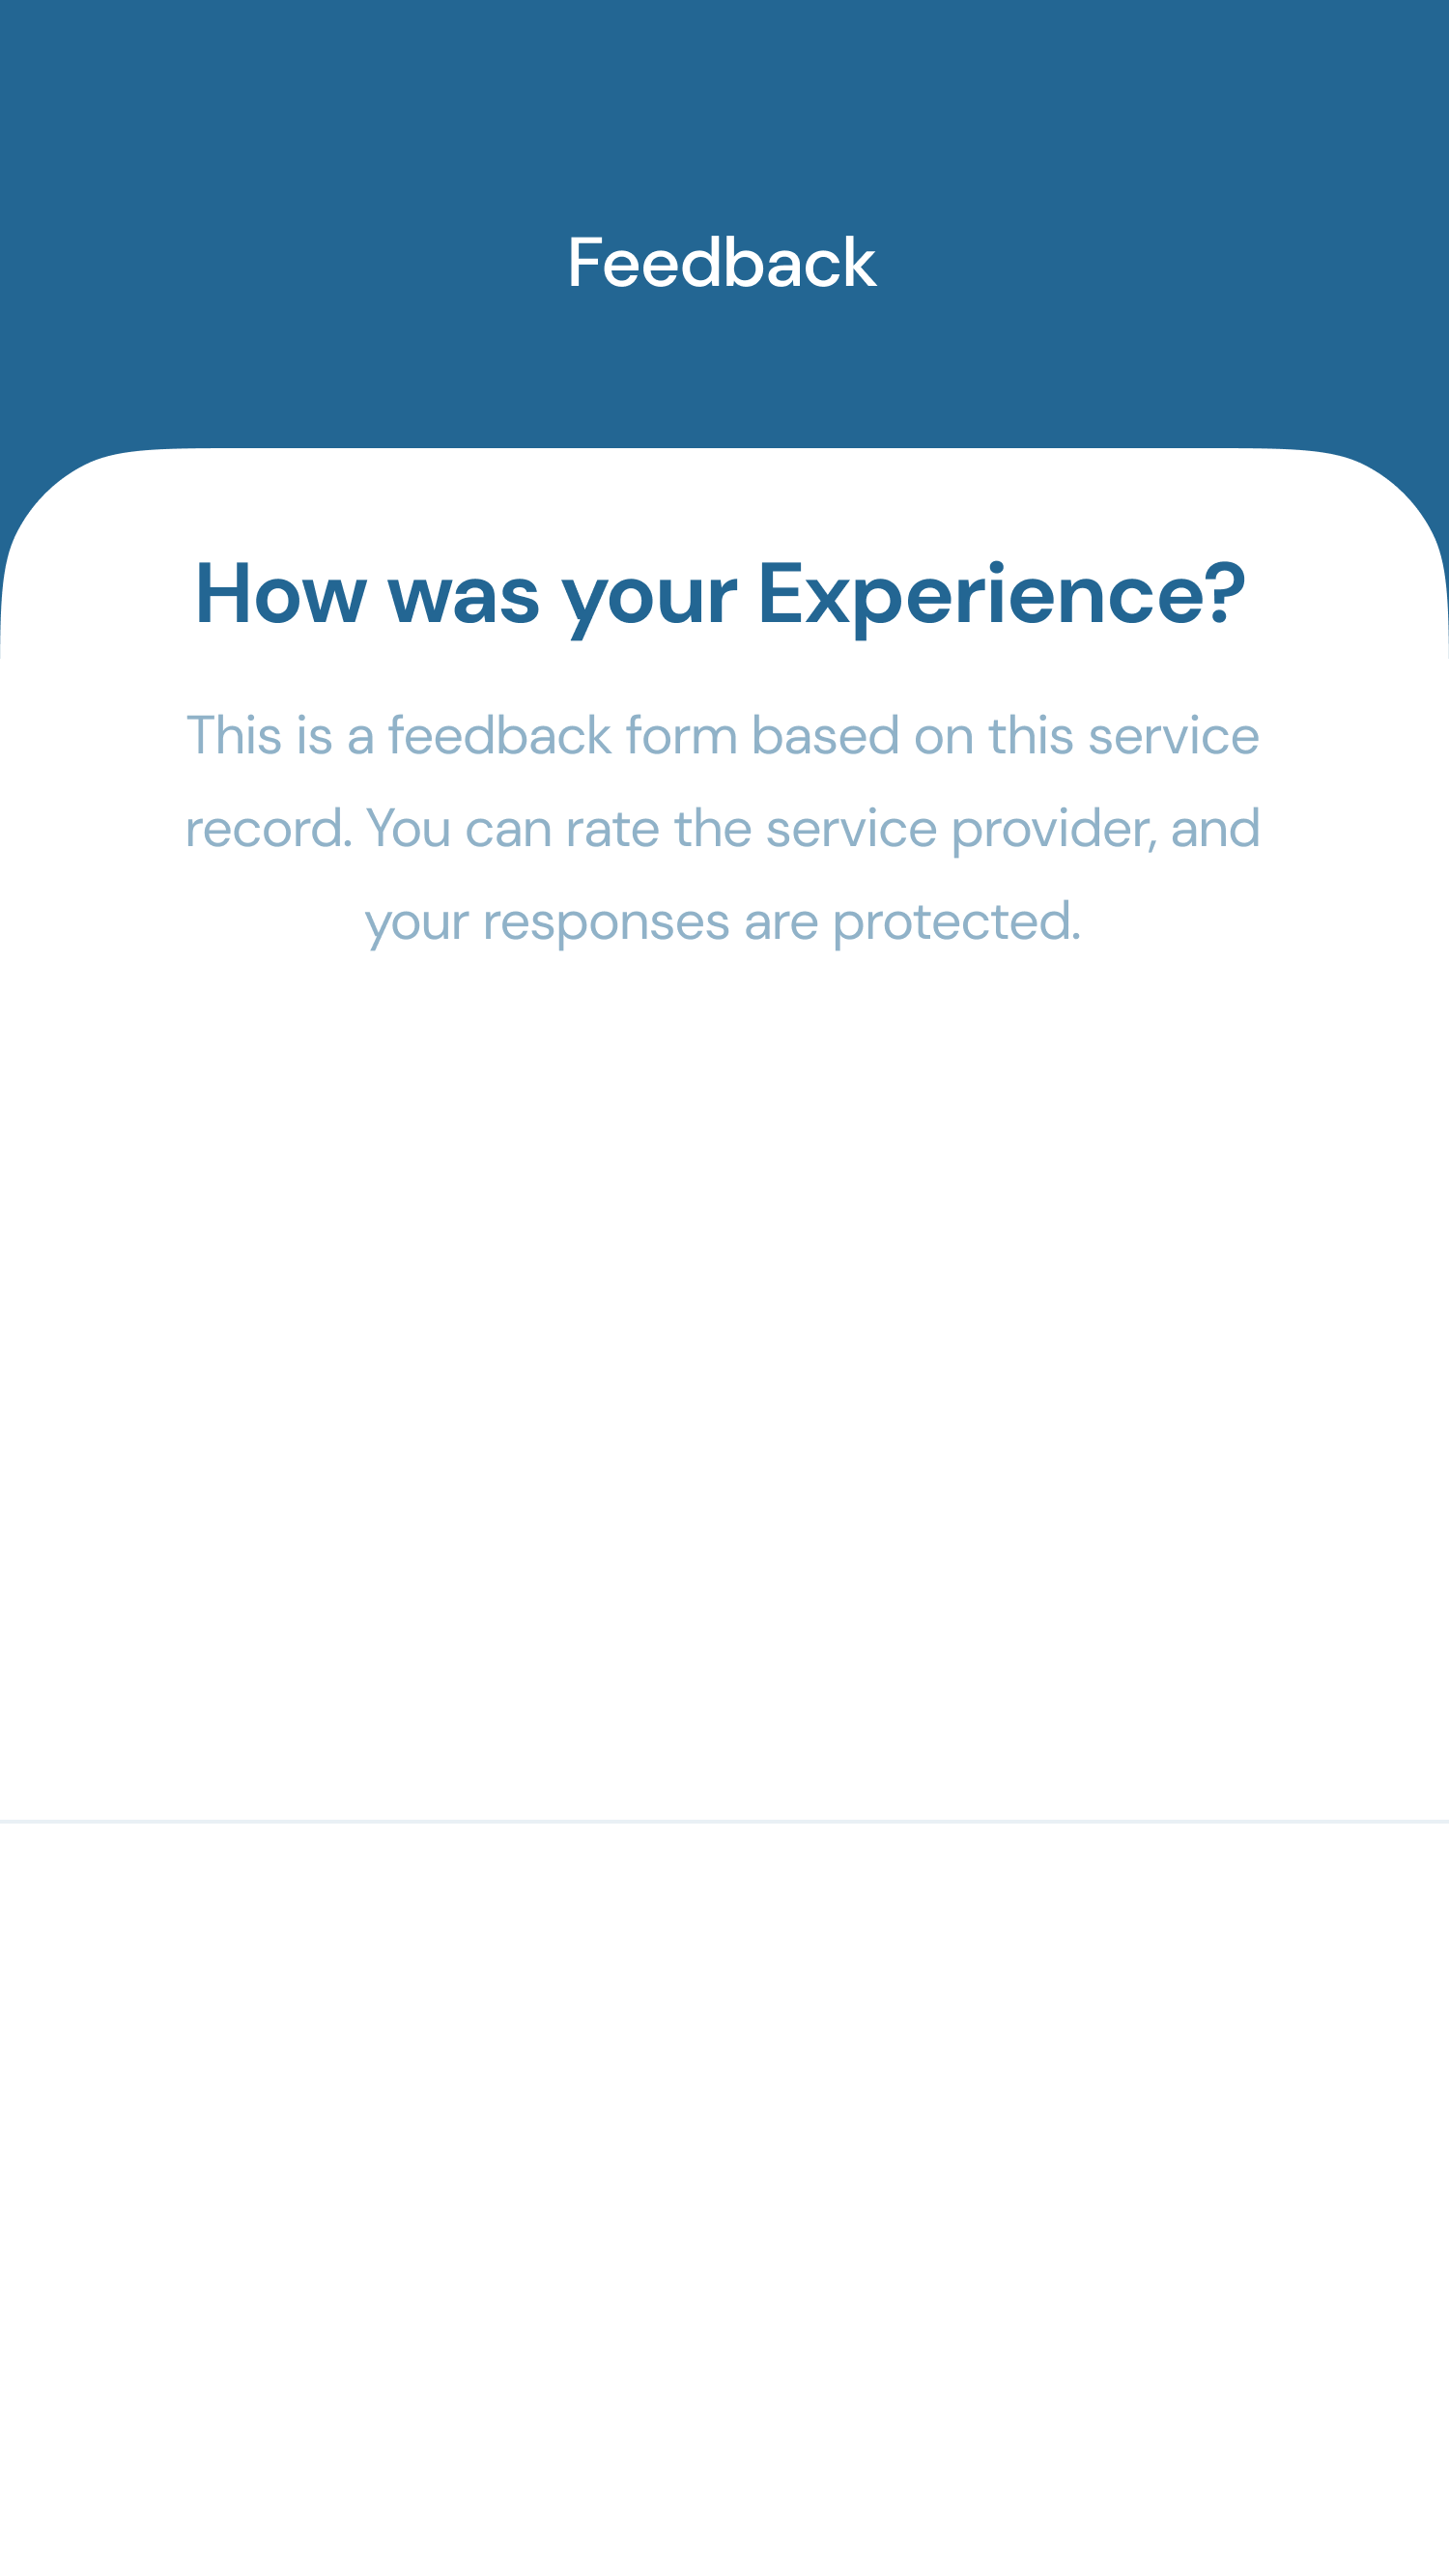 Feedback
How was your Experience?
This is a feedback form based on this service
record. You can rate the service provider, and
your responses are protected.